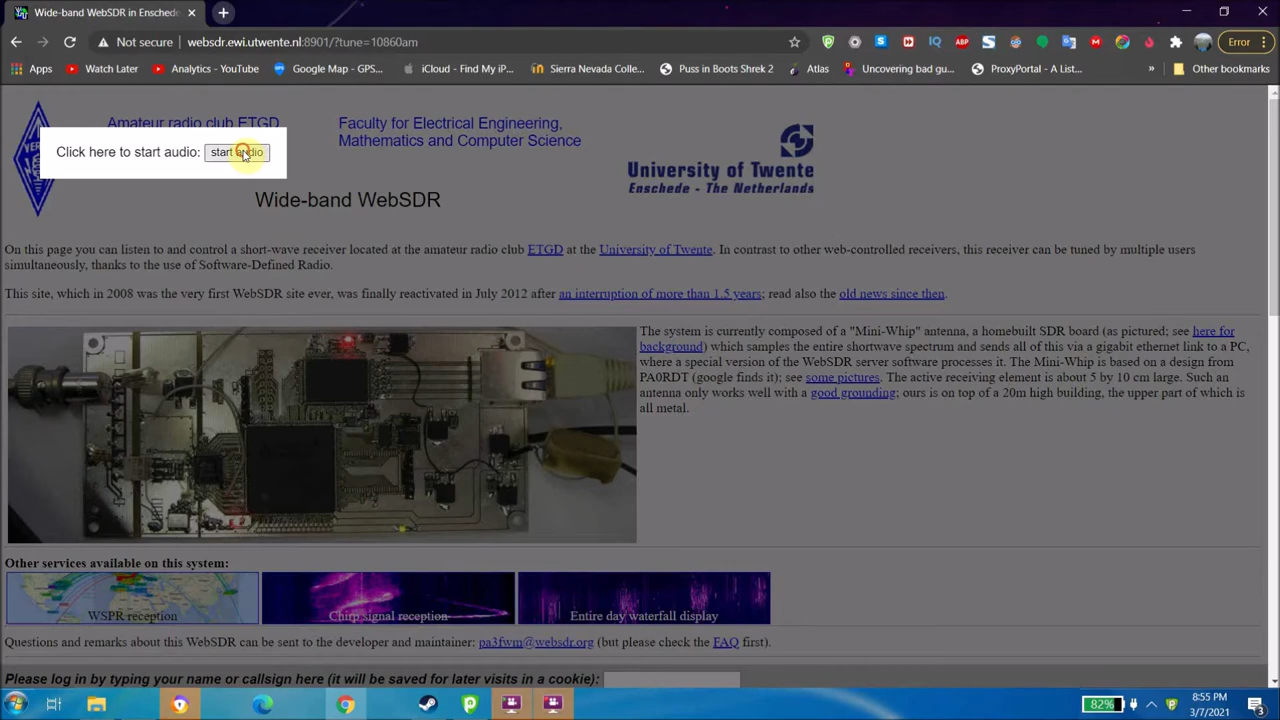 Wide-band WebSDR in Enschede
Not secure
websdr.ewi.utwente.nl:8901/?tune=10860am
Error
Apps
Watch Later
Analytics - YouTube
Google Map - GPS...
iCloud - Find My iP...
Sierra Nevada Colle...
Puss in Boots Shrek 2
Atlas
Uncovering bad gu...
ProxyPortal - A List...
»
Other bookmarks
Amateur radio club ETGD
Faculty for Electrical Engineering,
Mathematics and Computer Science
Click here to start audio: start audio
University of Twente
Enschede - The Netherlands
Wide-band WebSDR
On this page you can listen to and control a short-wave receiver located at the amateur radio club ETGD at the University of Twente. In contrast to other web-controlled receivers, this receiver can be tuned by multiple users
simultaneously, thanks to the use of Software-Defined Radio.
This site, which in 2008 was the very first WebSDR site ever, was finally reactivated in July 2012 after an interruption of more than 1.5 years; read also the old news since then.
The system is currently composed of a "Mini-Whip" antenna, a homebuilt SDR board (as pictured; see here for
background) which samples the entire shortwave spectrum and sends all of this via a gigabit ethernet link to a PC,
where a special version of the WebSDR server software processes it. The Mini-Whip is based on a design from
PA0RDT (google finds it); see some pictures. The active receiving element is about 5 by 10 cm large. Such an
antenna only works well with a good grounding; ours is on top of a 20m high building, the upper part of which is
all metal.
Other services available on this system:
WSPR reception
Chirp signal reception
Entire day waterfall display
Questions and remarks about this WebSDR can be sent to the developer and maintainer: pa3fwm@websdr.org (but please check the FAQ first).
Please log in by typing your name or callsign here (it will be saved for later visits in a cookie):
82%
8:55 PM
3/7/2021
3